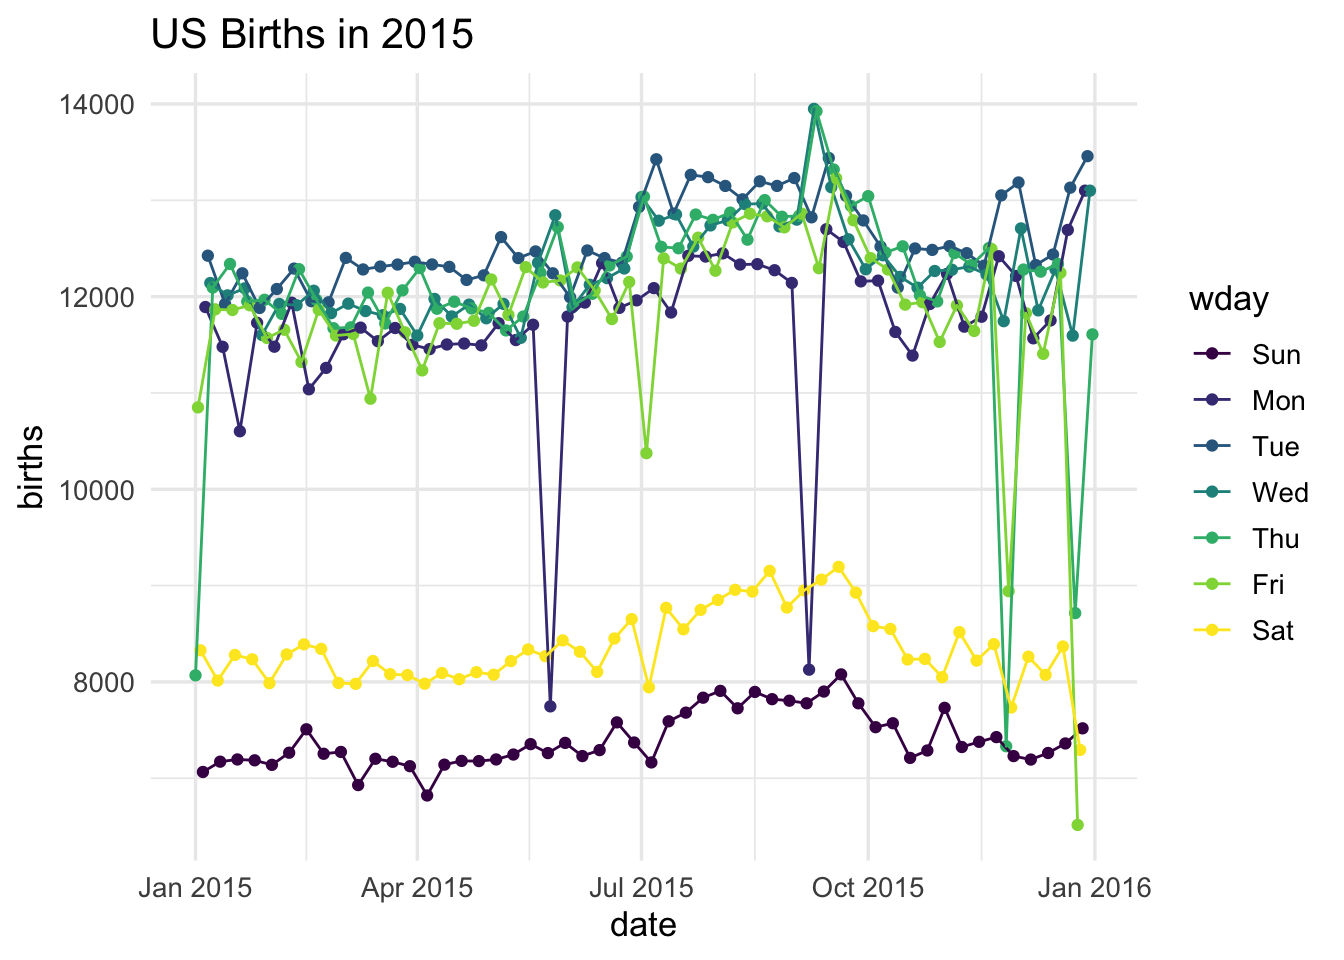 US Births in 2015
births
14000
12000
10000
8000
Jan 2015
Apr 2015
Jul 2015
Oct 2015
Jan 2016
date
wday
Sun
Mon
Tue
Wed
Thu
Fri
Sat